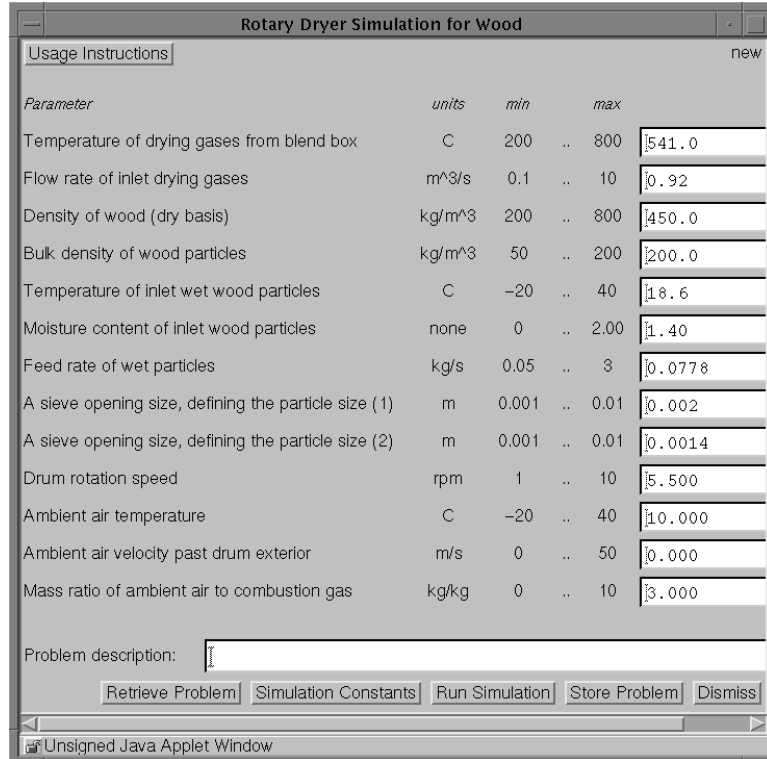 Rotary Dryer Simulation for Wood
Usage Instructions new
Parameter units min max
Temperature of drying gases from blend box C 200 .. 800 541.0
Flow rate of inlet drying gases m^3/s 0.1 .. 10 0.92
Density of wood (dry basis) kg/m^3 200 .. 800 450.0
Bulk density of wood particles kg/m^3 50 .. 200 200.0
Temperature of inlet wet wood particles C −20 .. 40 18.6
Moisture content of inlet wood particles none 0 .. 2.00 1.40
Feed rate of wet particles kg/s 0.05 .. 3 0.0778
A sieve opening size, defining the particle size (1) m 0.001 .. 0.01 0.002
A sieve opening size, defining the particle size (2) m 0.001 .. 0.01 0.0014
Drum rotation speed rpm 1 .. 10 5.500
Ambient air temperature C −20 .. 40 10.000
Ambient air velocity past drum exterior m/s 0 .. 50 0.000
Mass ratio of ambient air to combustion gas kg/kg 0 .. 10 3.000
Problem description:
Retrieve Problem Simulation Constants Run Simulation Store Problem Dismiss
Unsigned Java Applet Window